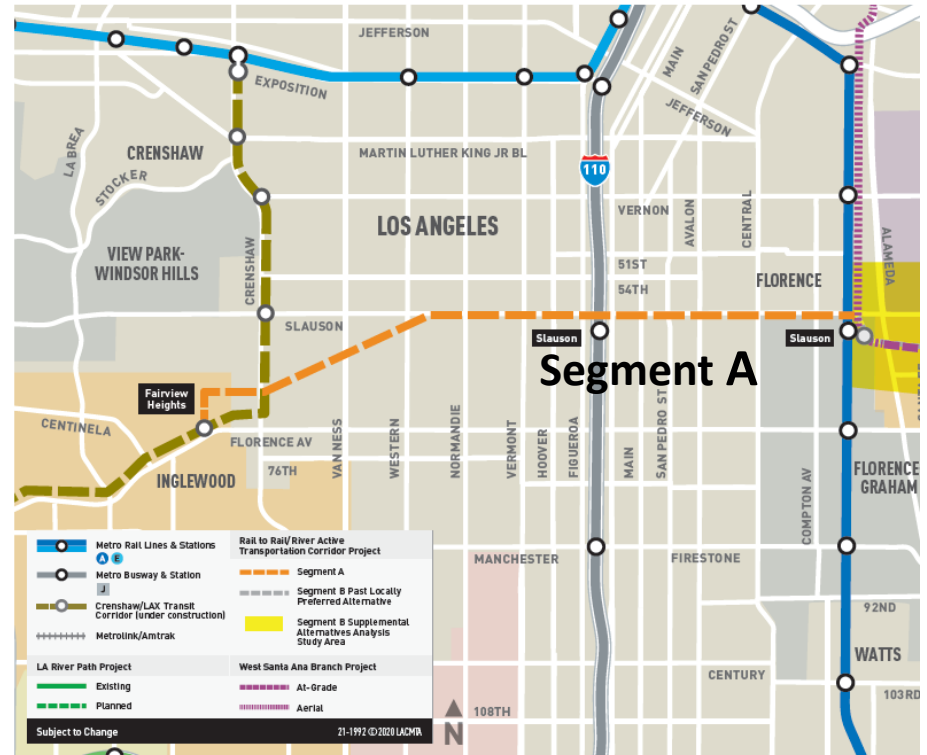 JEFFERSON
MAIN
SAN PEDRO ST
EXPOSITION
JEFFERSON
LA BREA
CRENSHAW
MARTIN LUTHER KING JR BL
110
STOCKER
VERNON
AVALON
CENTRAL
LOS ANGELES
VIEW PARK-
WINDSOR HILLS
CRENSHAW
51ST
54TH
FLORENCE
ALAMEDA
SLAUSON
Slauson
Slauson
Segment A
Fairview
Heights
CENTINELA
FLORENCE AV
VAN NESS
WESTERN
NORMANDIE
VERMONT
HOOVER
FIGUEROA
MAIN
SAN PEDRO ST
76TH
INGLEWOOD
COMPTON AV
FLORENCE
GRAHAM
MANCHESTER
FIRESTONE
92ND
WATTS
CENTURY
103RD
108TH
N
Metro Rail Lines & Stations
A E
Metro Busway & Station
J
Crenshaw/LAX Transit
Corridor (under construction)
Metrolink/Amtrak
Rail to Rail/River Active
Transportation Corridor Project
Segment A
Segment B Past Locally
Preferred Alternative
Segment B Supplemental
Alternatives Analysis
Study Area
LA River Path Project
Existing
Planned
West Santa Ana Branch Project
At-Grade
Aerial
Subject to Change
21-1992 ©2020 LACMTA